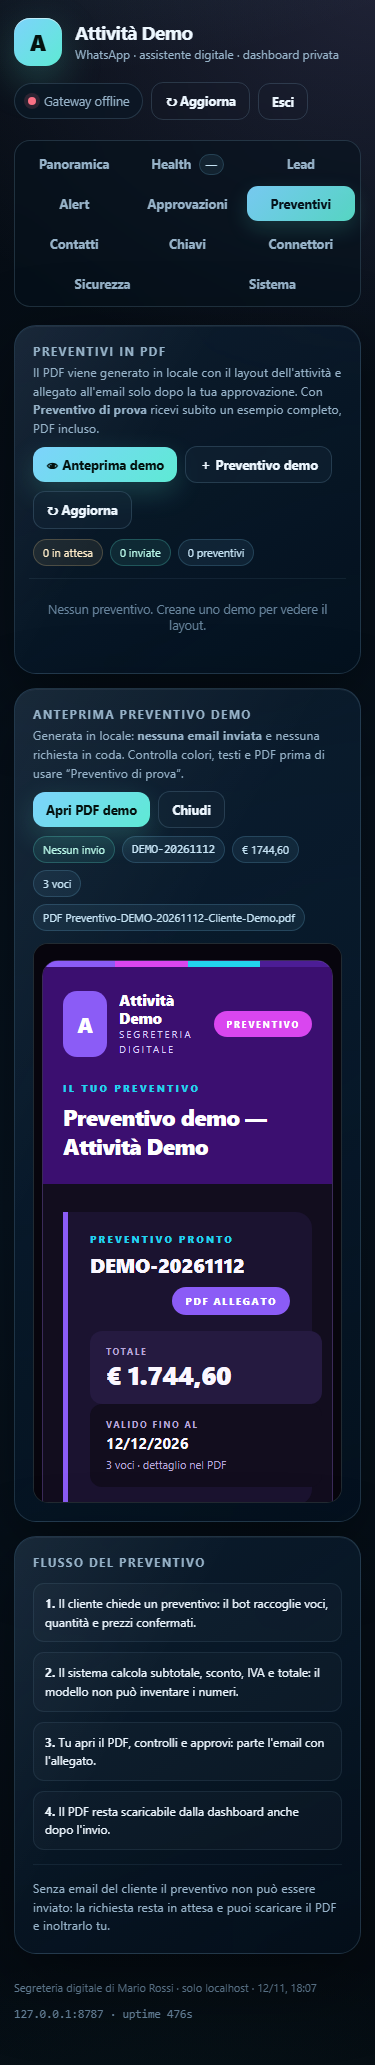 A
Attività Demo
WhatsApp · assistente digitale · dashboard privata
Gateway offline
↻ Aggiorna
Esci
Panoramica
Health —
Lead
Alert
Approvazioni
Preventivi
Contatti
Chiavi
Connettori
Sicurezza
Sistema
PREVENTIVI IN PDF
Il PDF viene generato in locale con il layout dell'attività e
allegato all'email solo dopo la tua approvazione. Con
Preventivo di prova ricevi subito un esempio completo,
PDF incluso.
👁 Anteprima demo
+ Preventivo demo
↻ Aggiorna
0 in attesa
0 inviate
0 preventivi
Nessun preventivo. Creane uno demo per vedere il
layout.
ANTEPRIMA PREVENTIVO DEMO
Generata in locale: nessuna email inviata e nessuna
richiesta in coda. Controlla colori, testi e PDF prima di
usare “Preventivo di prova”.
Apri PDF demo
Chiudi
Nessun invio
DEMO-20261112
€ 1744,60
3 voci
PDF Preventivo-DEMO-20261112-Cliente-Demo.pdf
A
Attività
Demo
SEGRETERIA
DIGITALE
PREVENTIVO
IL TUO PREVENTIVO
Preventivo demo —
Attività Demo
PREVENTIVO PRONTO
DEMO-20261112
PDF ALLEGATO
TOTALE
€ 1.744,60
VALIDO FINO AL
12/12/2026
3 voci · dettaglio nel PDF
FLUSSO DEL PREVENTIVO
1. Il cliente chiede un preventivo: il bot raccoglie voci,
quantità e prezzi confermati.
2. Il sistema calcola subtotale, sconto, IVA e totale: il
modello non può inventare i numeri.
3. Tu apri il PDF, controlli e approvi: parte l'email con
l'allegato.
4. Il PDF resta scaricabile dalla dashboard anche
dopo l'invio.
Senza email del cliente il preventivo non può essere
inviato: la richiesta resta in attesa e puoi scaricare il PDF
e inoltrarlo tu.
Segreteria digitale di Mario Rossi · solo localhost · 12/11, 18:07
127.0.0.1:8787 · uptime 476s